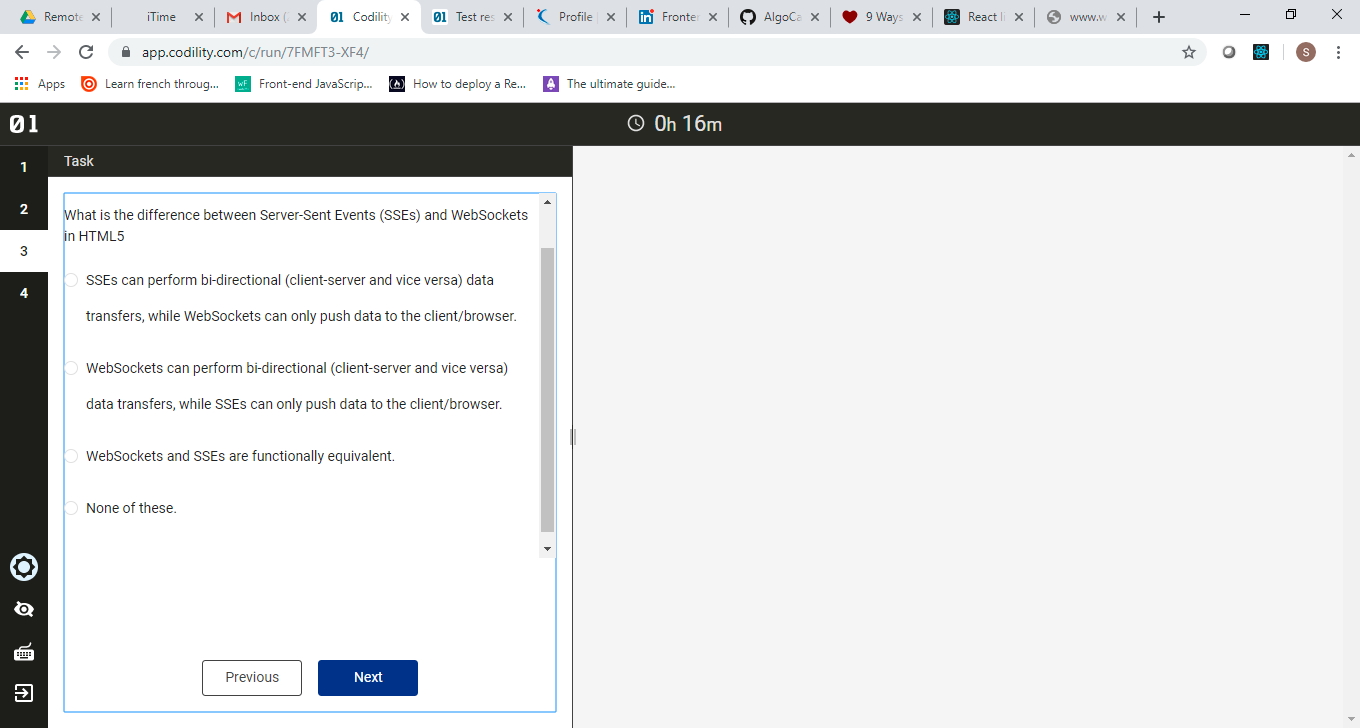 Remote
iTime
Inbox (
Codility
Test res
Profile
Fronter
AlgoCa
9 Ways
React li
www.w
app.codility.com/c/run/7FMFT3-XF4/
S
Apps
Learn french throug...
Front-end JavaScrip...
How to deploy a Re...
The ultimate guide...
01
0h 16m
1
2
3
4
Task
What is the difference between Server-Sent Events (SSEs) and WebSockets
in HTML5
SSEs can perform bi-directional (client-server and vice versa) data
transfers, while WebSockets can only push data to the client/browser.
WebSockets can perform bi-directional (client-server and vice versa)
data transfers, while SSEs can only push data to the client/browser.
WebSockets and SSEs are functionally equivalent.
None of these.
Previous
Next